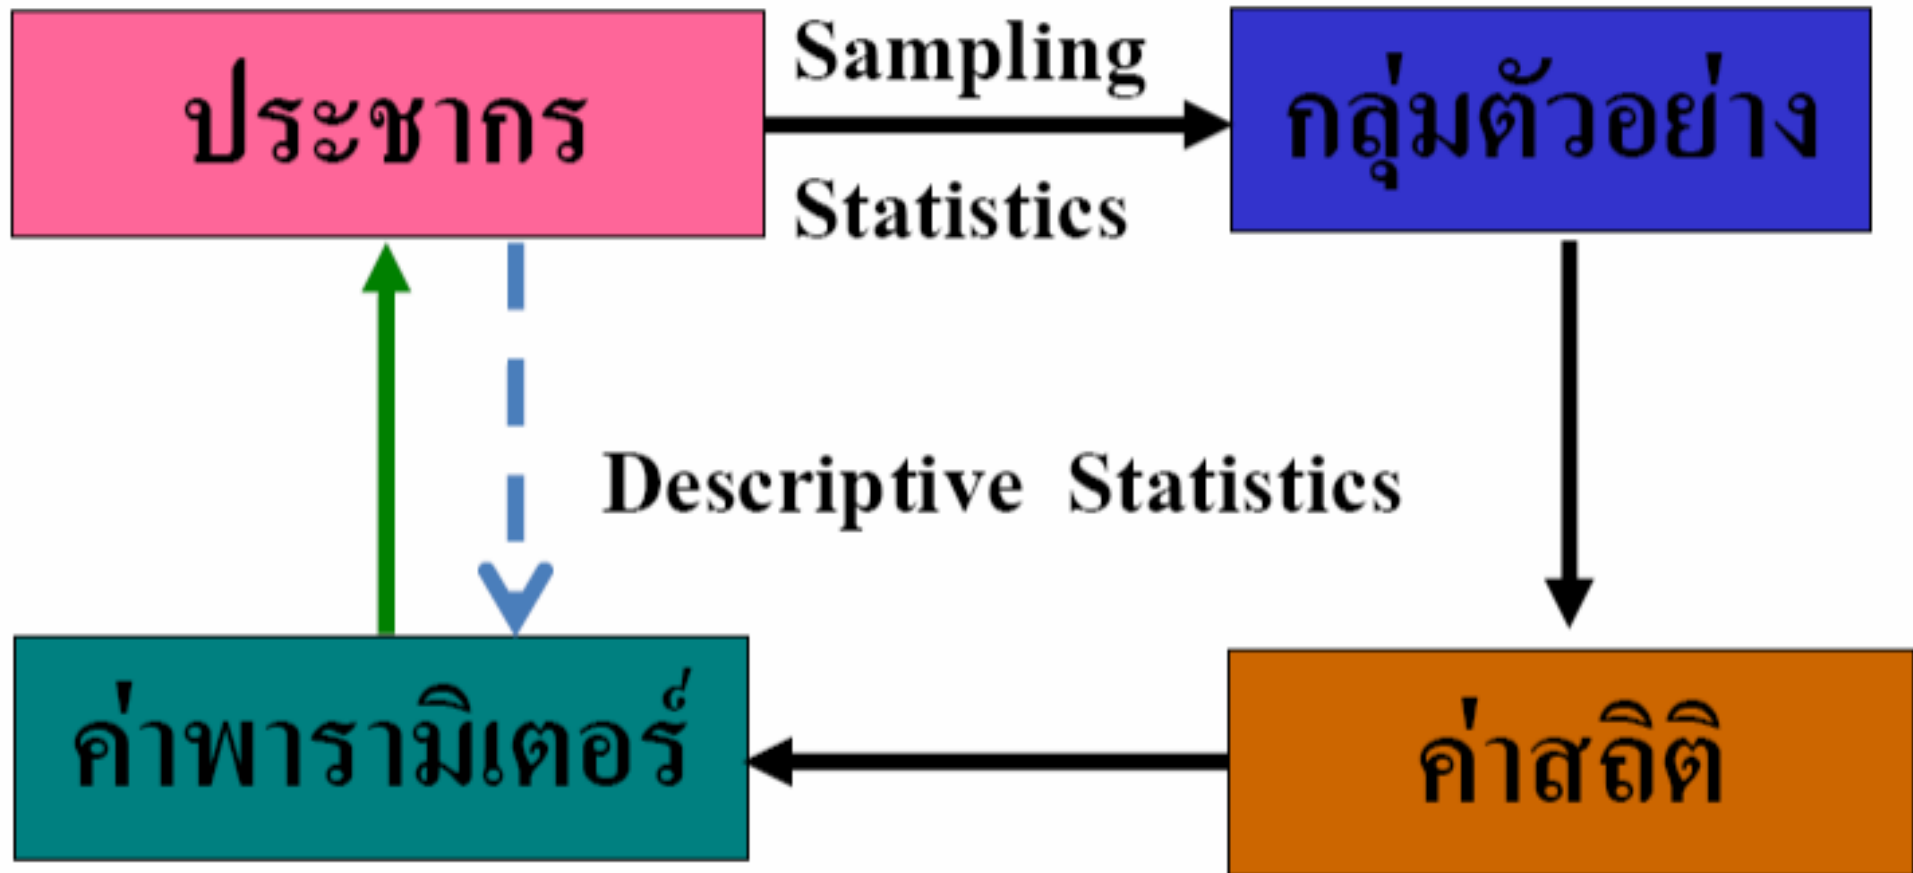 ประชากร
Sampling
Statistics
กลุ่มตัวอย่าง
Descriptive Statistics
ค่าพารามิเตอร์
ค่าสถิติ